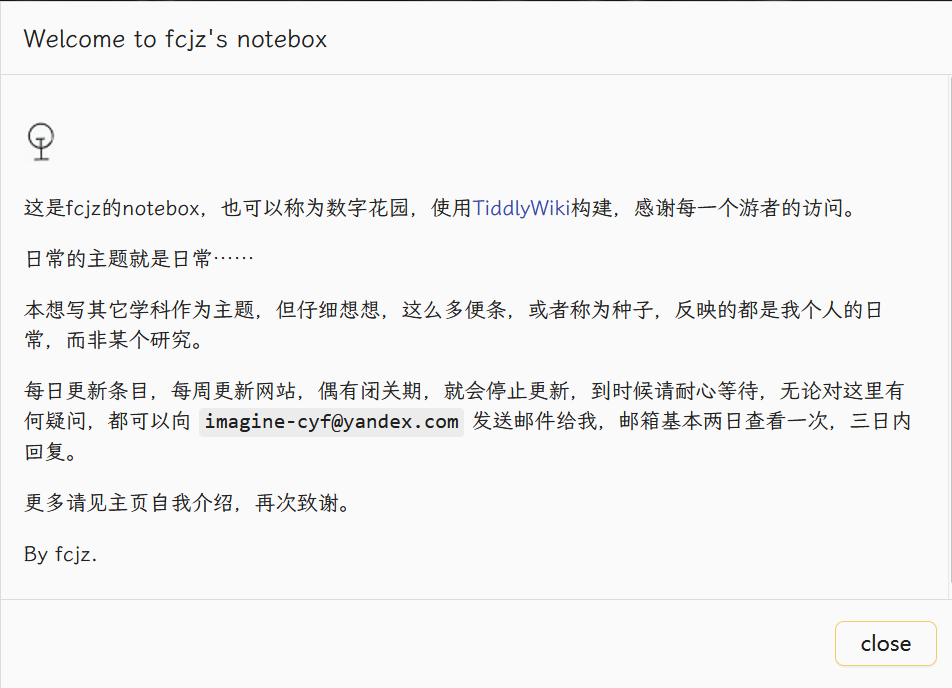 Welcome to fcjz's notebox
这是fcjz的notebox，也可以称为数字花园，使用TiddlyWiki构建，感谢每一个游者的访问。
日常的主题就是日常……
本想写其它学科作为主题，但仔细想想，这么多便条，或者称为种子，反映的都是我个人的日
常，而非某个研究。
每日更新条目，每周更新网站，偶有闭关期，就会停止更新，到时候请耐心等待，无论对这里有
何疑问，都可以向 imagine-cyf@yandex.com 发送邮件给我，邮箱基本两日查看一次，三日内
回复。
更多请见主页自我介绍，再次致谢。
By fcjz.
close